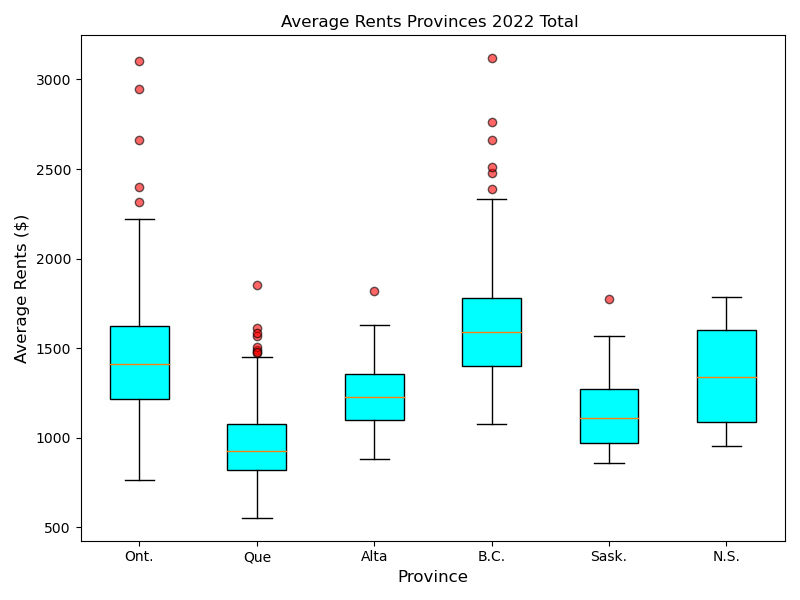 Average Rents Provinces 2022 Total
Average Rents ($)
3000
2500
2000
1500
1000
500
Ont. Que Alta B.C. Sask. N.S.
Province